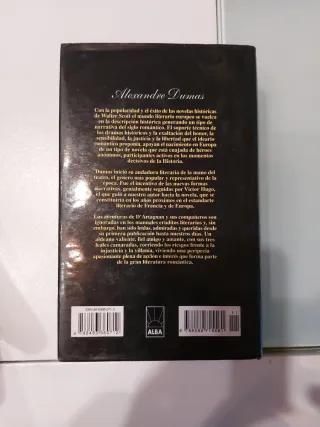 Alexandre Dumas
Con la popularidad y el éxito de las novelas históricas
de Walter Scott el mundo literario europeo se vuelca
en la descripción histórica generando un tipo de
narrativa del siglo romántico. El soporte técnico de
los dramas históricos y la exaltación del honor, la
sensibilidad, la justicia y la libertad que el ideario
romántico proponía, apoyan el nacimiento en Europa
de un tipo de novela que está cuajada de héroes
anónimos, participantes activos en los momentos
decisivos de la Historia.
Dumas inició su andadura literaria de la mano del
teatro, el género más popular y representativo de la
época. Fue el incentivo de las nuevas formas
narrativas, genialmente seguidas por Víctor Hugo,
el que guió a nuestro autor hacia la novela, que se
constituiría en los años próximos en el estandarte
literario de Francia y de Europa.
Las aventuras de D'Artagnan y sus compañeros son
ignoradas en los manuales eruditos literarios y, sin
embargo, han sido leídas, admiradas y queridas desde
su primera publicación hasta nuestros días. Un
aldeano valiente, fiel amigo y amante, con sus tres
leales camaradas, corriendo los riesgos frente a la
injusticia y la villanía, viviendo una peripecia
apasionante plena de acción e interés que forma parte
de la gran literatura romántica.
ALBA